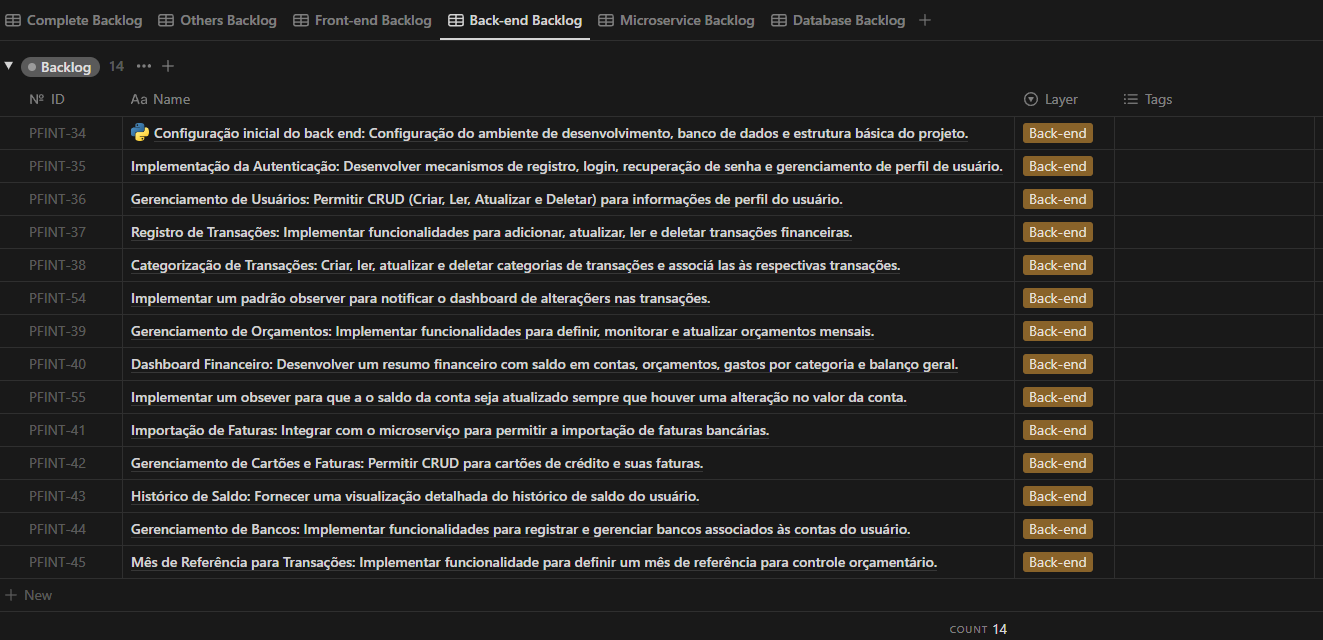 Complete Backlog Others Backlog Front-end Backlog Back-end Backlog Microservice Backlog Database Backlog
Backlog 14
Nº ID Aa Name Layer Tags
PFINT-34 Configuração inicial do back end: Configuração do ambiente de desenvolvimento, banco de dados e estrutura básica do projeto. Back-end
PFINT-35 Implementação da Autenticação: Desenvolver mecanismos de registro, login, recuperação de senha e gerenciamento de perfil de usuário. Back-end
PFINT-36 Gerenciamento de Usuários: Permitir CRUD (Criar, Ler, Atualizar e Deletar) para informações de perfil do usuário. Back-end
PFINT-37 Registro de Transações: Implementar funcionalidades para adicionar, atualizar, ler e deletar transações financeiras. Back-end
PFINT-38 Categorização de Transações: Criar, ler, atualizar e deletar categorias de transações e associá las às respectivas transações. Back-end
PFINT-54 Implementar um padrão observer para notificar o dashboard de alteraçõers nas transações. Back-end
PFINT-39 Gerenciamento de Orçamentos: Implementar funcionalidades para definir, monitorar e atualizar orçamentos mensais. Back-end
PFINT-40 Dashboard Financeiro: Desenvolver um resumo financeiro com saldo em contas, orçamentos, gastos por categoria e balanço geral. Back-end
PFINT-55 Implementar um obsever para que a o saldo da conta seja atualizado sempre que houver uma alteração no valor da conta. Back-end
PFINT-41 Importação de Faturas: Integrar com o microserviço para permitir a importação de faturas bancárias. Back-end
PFINT-42 Gerenciamento de Cartões e Faturas: Permitir CRUD para cartões de crédito e suas faturas. Back-end
PFINT-43 Histórico de Saldo: Fornecer uma visualização detalhada do histórico de saldo do usuário. Back-end
PFINT-44 Gerenciamento de Bancos: Implementar funcionalidades para registrar e gerenciar bancos associados às contas do usuário. Back-end
PFINT-45 Mês de Referência para Transações: Implementar funcionalidade para definir um mês de referência para controle orçamentário. Back-end
New
COUNT 14